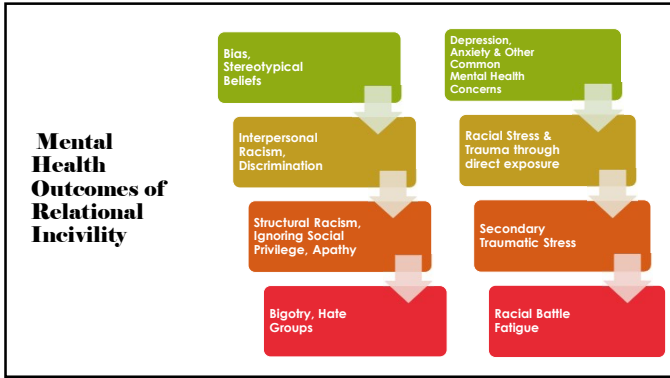 Mental
Health
Outcomes of
Relational
Incivility
Bias,
Stereotypical
Beliefs
Interpersonal
Racism,
Discrimination
Structural Racism,
Ignoring Social
Privilege, Apathy
Bigotry, Hate
Groups
Depression,
Anxiety & Other
Common
Mental Health
Concerns
Racial Stress &
Trauma through
direct exposure
Secondary
Traumatic Stress
Racial Battle
Fatigue